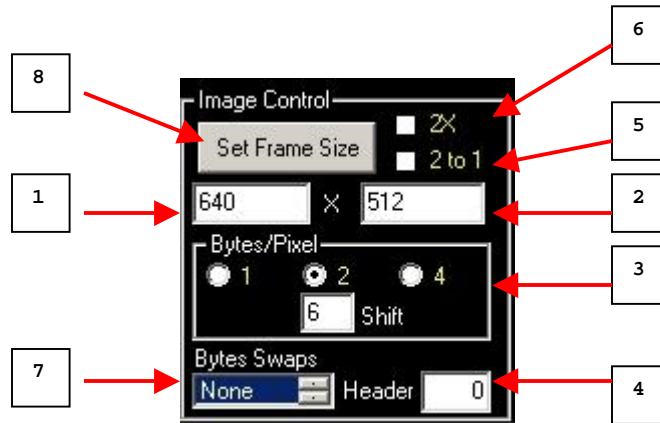 6
8
Image Control
2X
Set Frame Size
2 to 1
5
1
640 X 512
2
Bytes/Pixel
1 2 4
3
6 Shift
Bytes Swaps
7
None Header 0
4